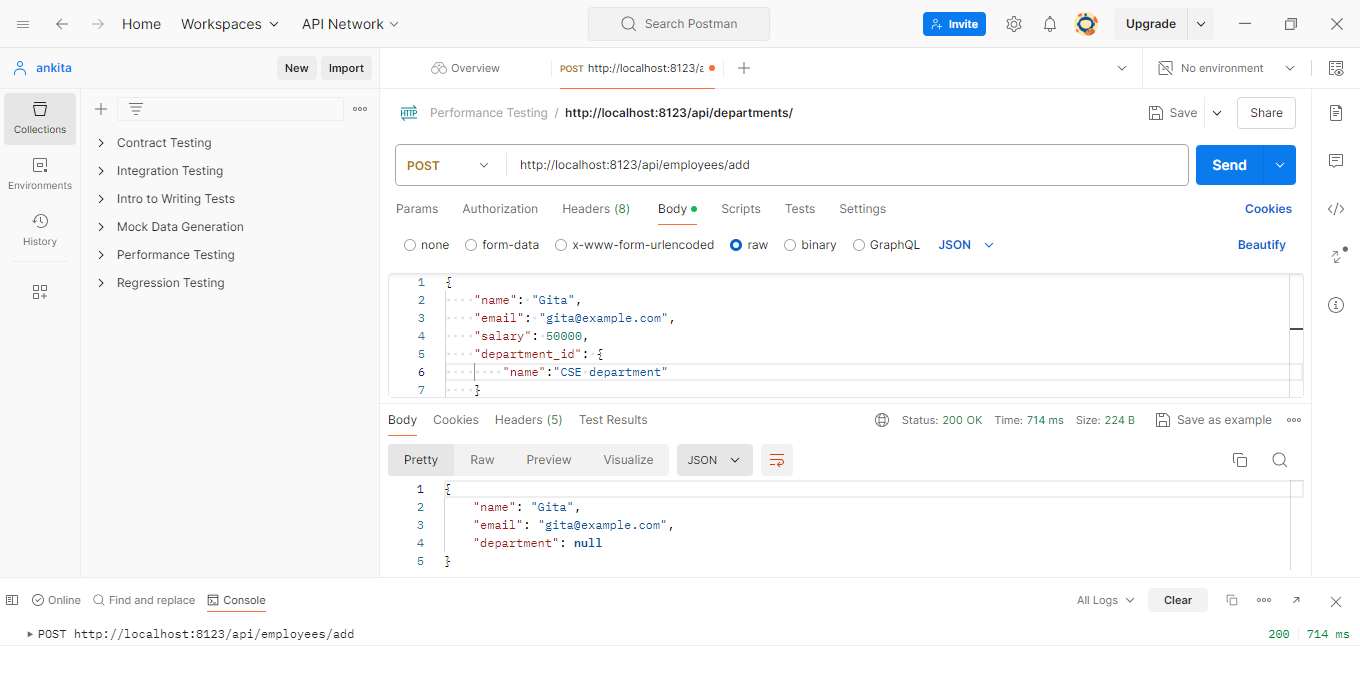 Home Workspaces API Network Search Postman Invite Upgrade
ankita New Import Overview POST http://localhost:8123/a No environment
Collections
Environments
History
Contract Testing
Integration Testing
Intro to Writing Tests
Mock Data Generation
Performance Testing
Regression Testing
HTTP Performance Testing / http://localhost:8123/api/departments/ Save Share
POST http://localhost:8123/api/employees/add Send
Params Authorization Headers (8) Body Scripts Tests Settings Cookies
none form-data x-www-form-urlencoded raw binary GraphQL JSON Beautify
1 {
2 "name": "Gita",
3 "email": "gita@example.com",
4 "salary": 50000,
5 "department_id": {
6 "name":"CSE department"
7 }
Body Cookies Headers (5) Test Results Status: 200 OK Time: 714 ms Size: 224 B Save as example
Pretty Raw Preview Visualize JSON
1 {
2 "name": "Gita",
3 "email": "gita@example.com",
4 "department": null
5 }
Online Find and replace Console All Logs Clear
POST http://localhost:8123/api/employees/add 200 714 ms